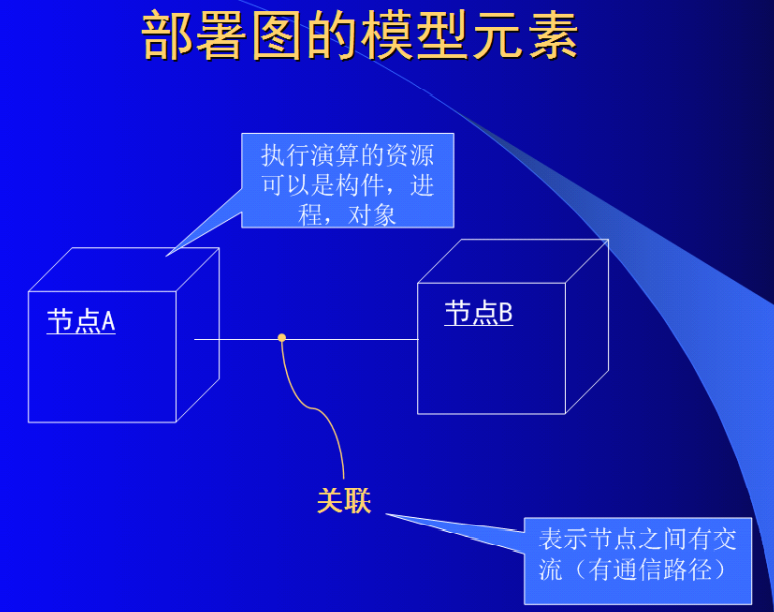 部署图的模型元素
执行演算的资源
可以是构件，进
程，对象
节点A
节点B
关联
表示节点之间有交
流（有通信路径）